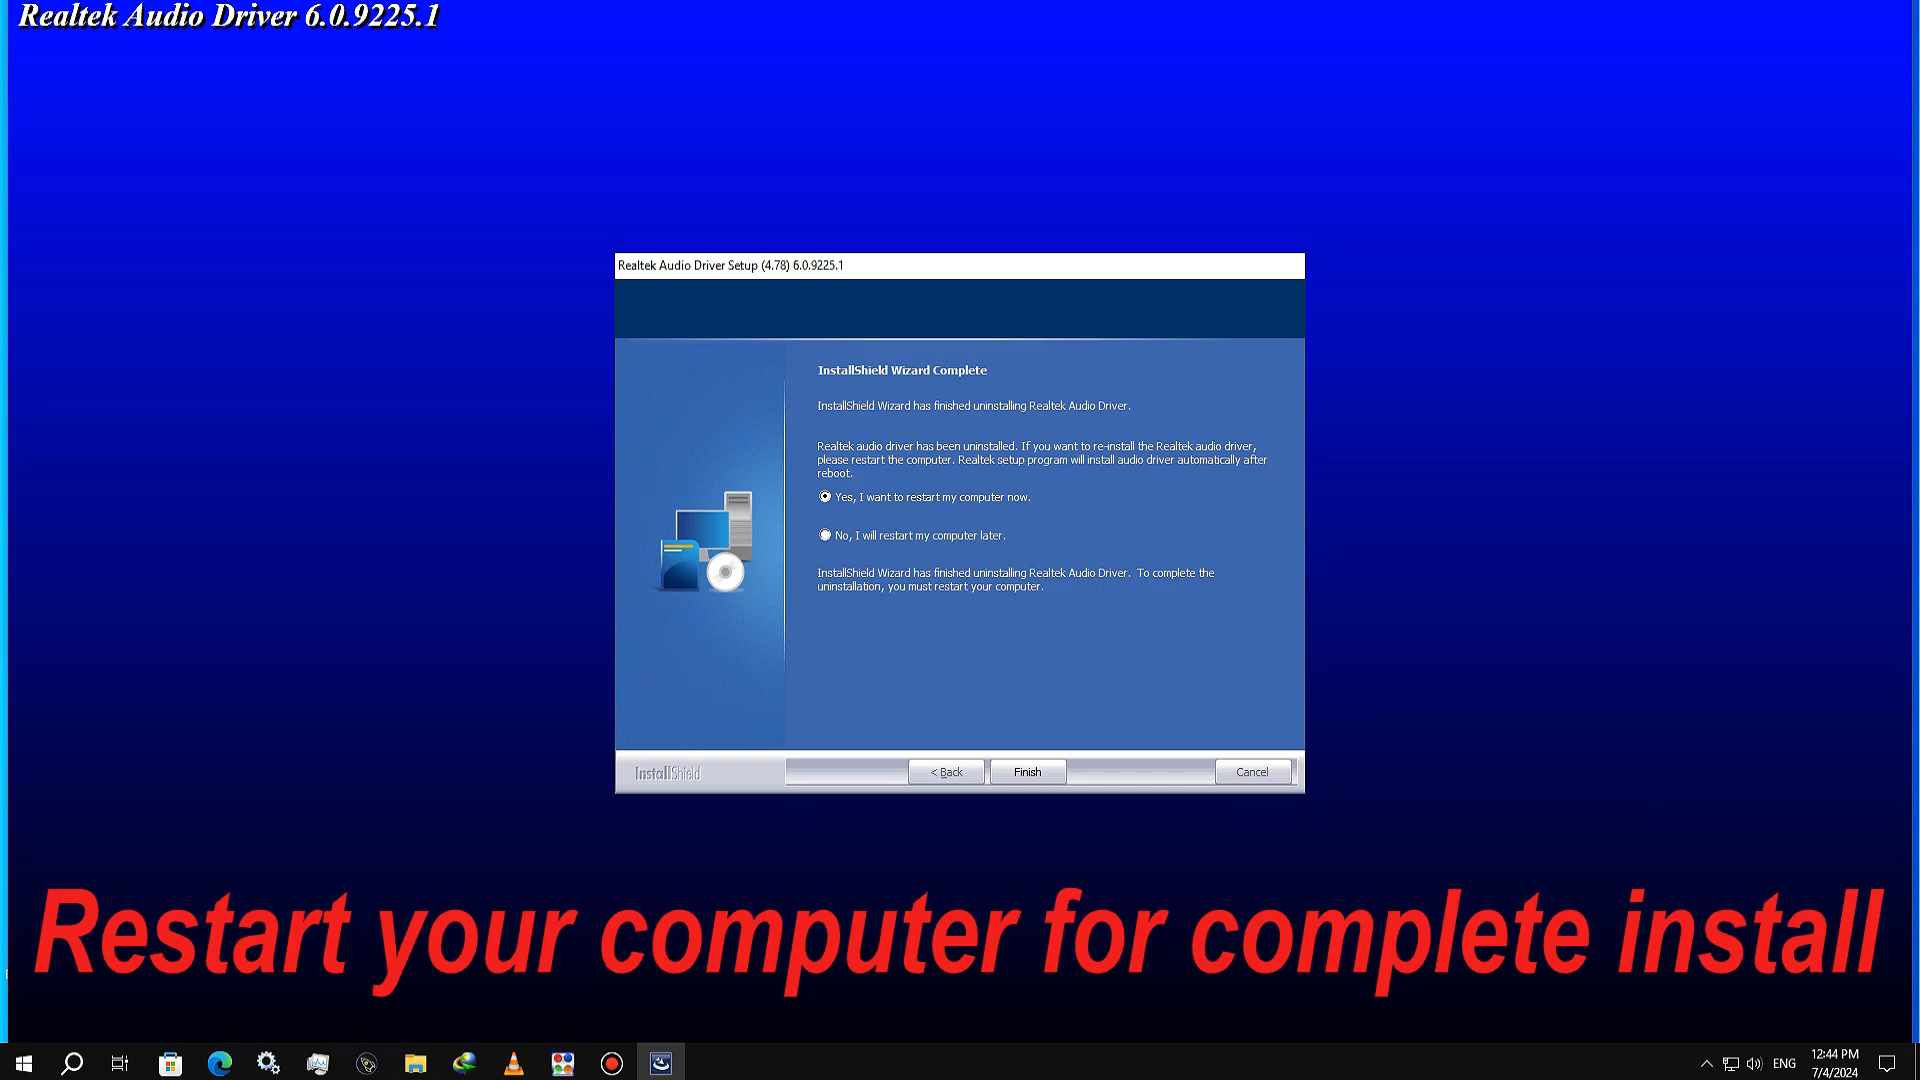 Realtek Audio Driver 6.0.9225.1
Realtek Audio Driver Setup (4.78) 6.0.9225.1
InstallShield Wizard Complete
InstallShield Wizard has finished uninstalling Realtek Audio Driver.
Realtek audio driver has been uninstalled. If you want to re-install the Realtek audio driver,
please restart the computer. Realtek setup program will install audio driver automatically after
reboot.
Yes, I want to restart my computer now.
No, I will restart my computer later.
InstallShield Wizard has finished uninstalling Realtek Audio Driver.  To complete the
uninstallation, you must restart your computer.
InstallShield
< Back
Finish
Cancel
Restart your computer for complete install
ENG
12:44 PM
7/4/2024